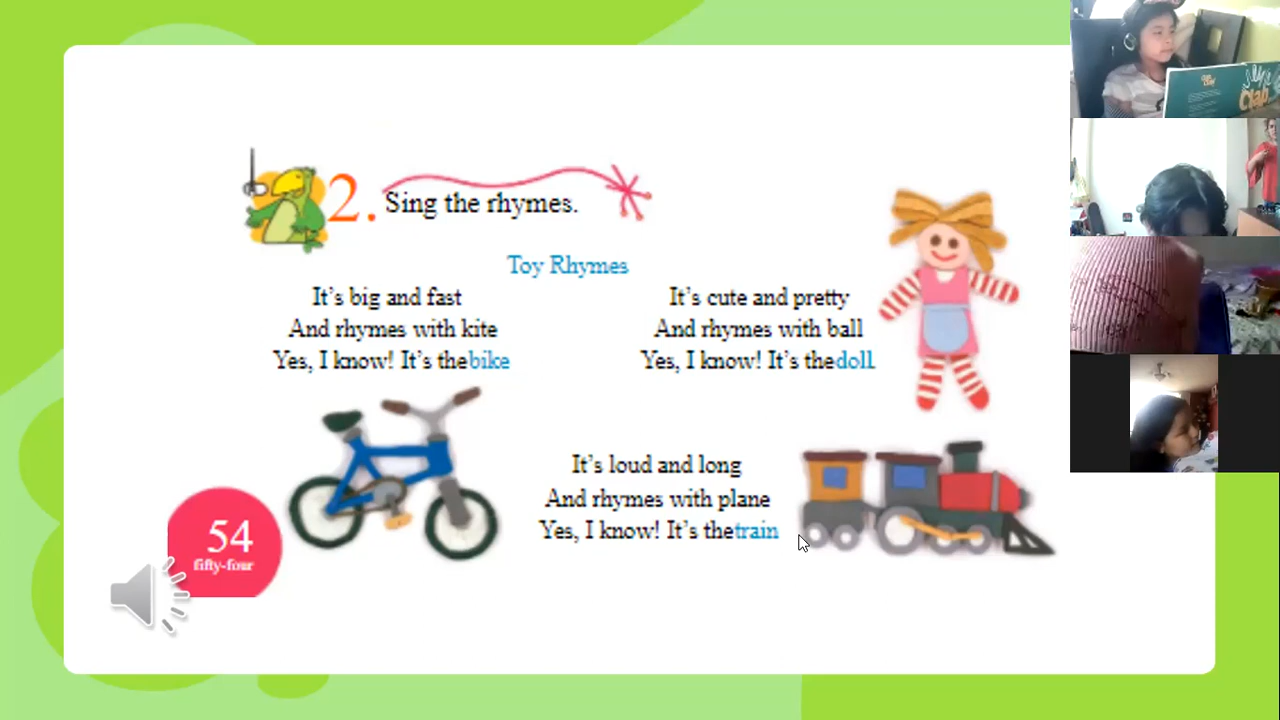 2. Sing the rhymes.
Toy Rhymes
It's big and fast
And rhymes with kite
Yes, I know! It's thebike
It's cute and pretty
And rhymes with ball
Yes, I know! It's thedoll
It's loud and long
And rhymes with plane
Yes, I know! It's thetrain
54
fifty-four
Clap